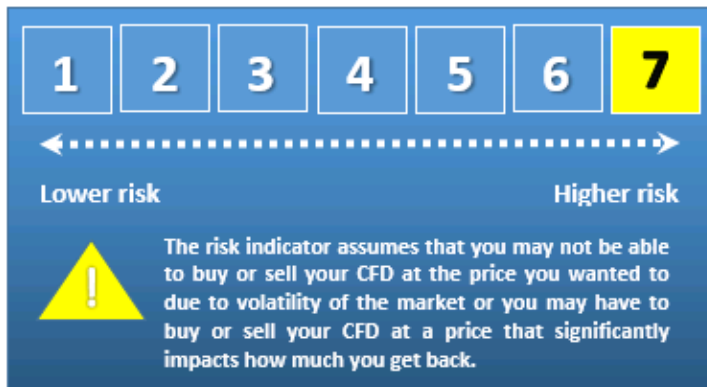 1 2 3 4 5 6 7
Lower risk Higher risk
!
The risk indicator assumes that you may not be able
to buy or sell your CFD at the price you wanted to
due to volatility of the market or you may have to
buy or sell your CFD at a price that significantly
impacts how much you get back.